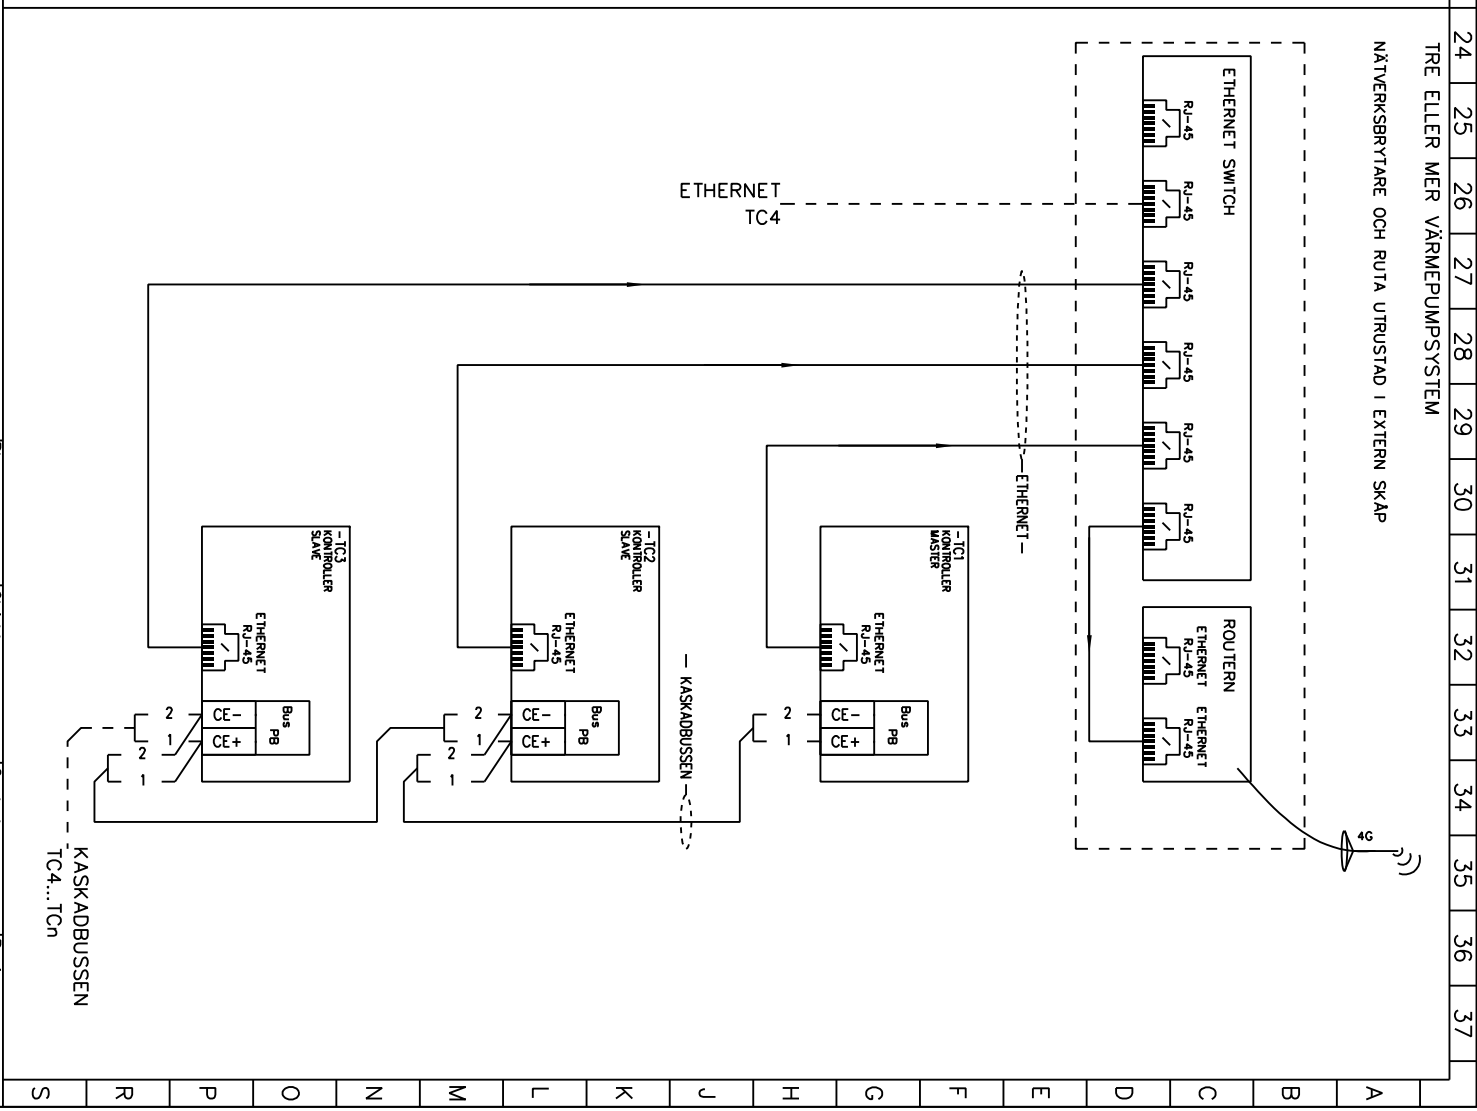 24
25
26
27
28
29
30
31
32
33
34
35
36
37
TRE ELLER MER VÄRMEPUMPSYSTEM
NÄTVERKSBRYTARE OCH RUTA UTRUSTAD I EXTERN SKÅP
A
B
C
D
E
F
G
H
J
K
L
M
N
O
P
R
S
ETHERNET SWITCH
RJ-45
RJ-45
RJ-45
RJ-45
RJ-45
RJ-45
ROUTERN
ETHERNET
RJ-45
ETHERNET
RJ-45
4G
ETHERNET
TC4
ETHERNET
-TC1
KONTROLLER
MASTER
ETHERNET
RJ-45
Bus
PB
CE-
CE+
2
1
KASKADBUSSEN
-TC2
KONTROLLER
SLAVE
ETHERNET
RJ-45
Bus
PB
CE-
CE+
2
1
2
1
-TC3
KONTROLLER
SLAVE
ETHERNET
RJ-45
Bus
PB
CE-
CE+
2
1
2
1
KASKADBUSSEN
TC4...TCn